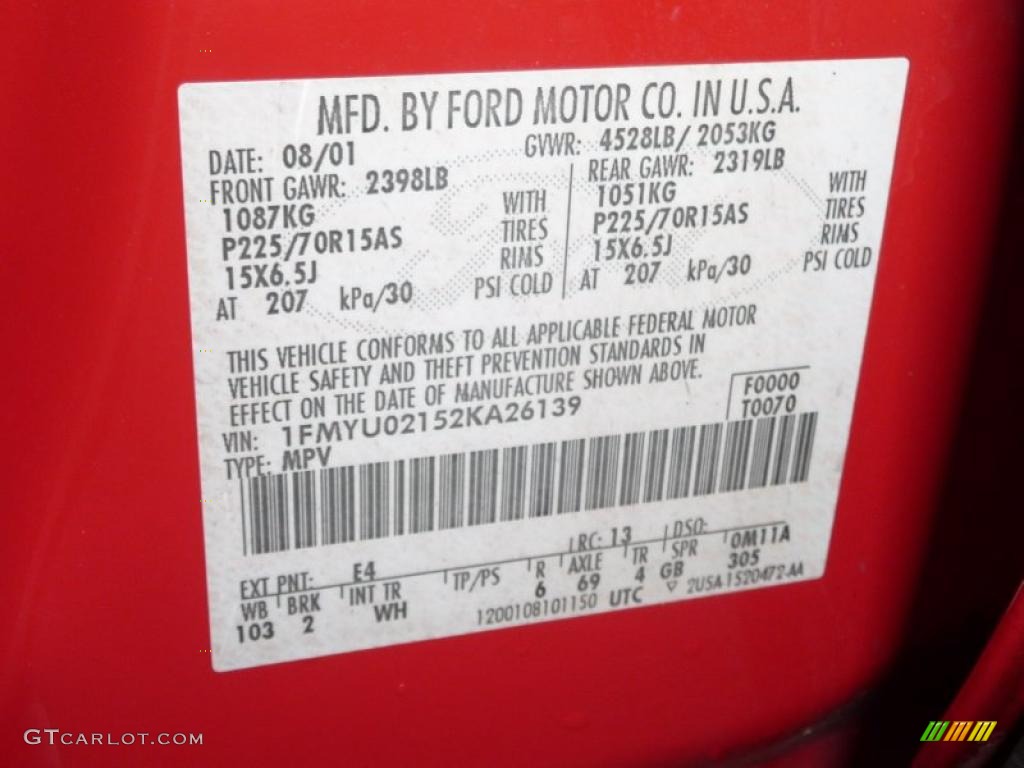 MFD. BY FORD MOTOR CO. IN U.S.A.
DATE: 08/01 GVWR: 4528LB/ 2053KG
FRONT GAWR: 2398LB REAR GAWR: 2319LB
1087KG WITH 1051KG WITH
P225/70R15AS TIRES P225/70R15AS TIRES
15X6.5J RIMS 15X6.5J RIMS
AT 207 kPa/30 PSI COLD AT 207 kPa/30 PSI COLD
THIS VEHICLE CONFORMS TO ALL APPLICABLE FEDERAL MOTOR
VEHICLE SAFETY AND THEFT PREVENTION STANDARDS IN
EFFECT ON THE DATE OF MANUFACTURE SHOWN ABOVE.
F0000
VIN: 1FMYU02152KA26139 T0070
TYPE: MPV
EXT PNT: E4 RC: 13 DSO:
WB BRK INT TR TP/PS R AXLE TR SPR 0M11A
103 2 WH 6 69 4 GB 305
1200108101150 UTC ▽ 2USA 1520472-AA
GTCARLOT.COM